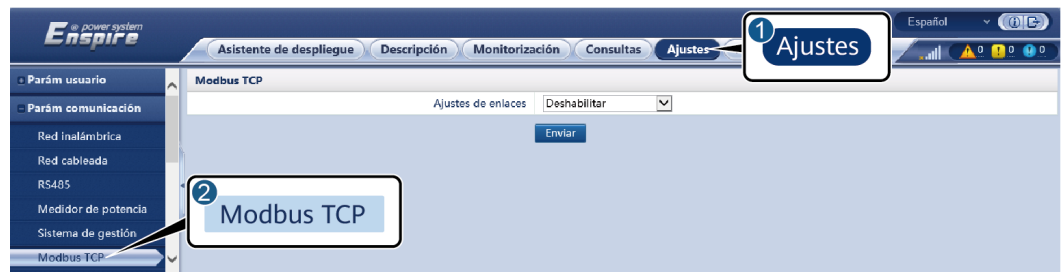 Enspire power system
Español
Asistente de despliegue Descripción Monitorización Consultas Ajustes
1 Ajustes
0 0 0
Parám usuario
Modbus TCP
Parám comunicación
Ajustes de enlaces Deshabilitar
Red inalámbrica
Enviar
Red cableada
RS485
Medidor de potencia
2 Modbus TCP
Sistema de gestión
Modbus TCP